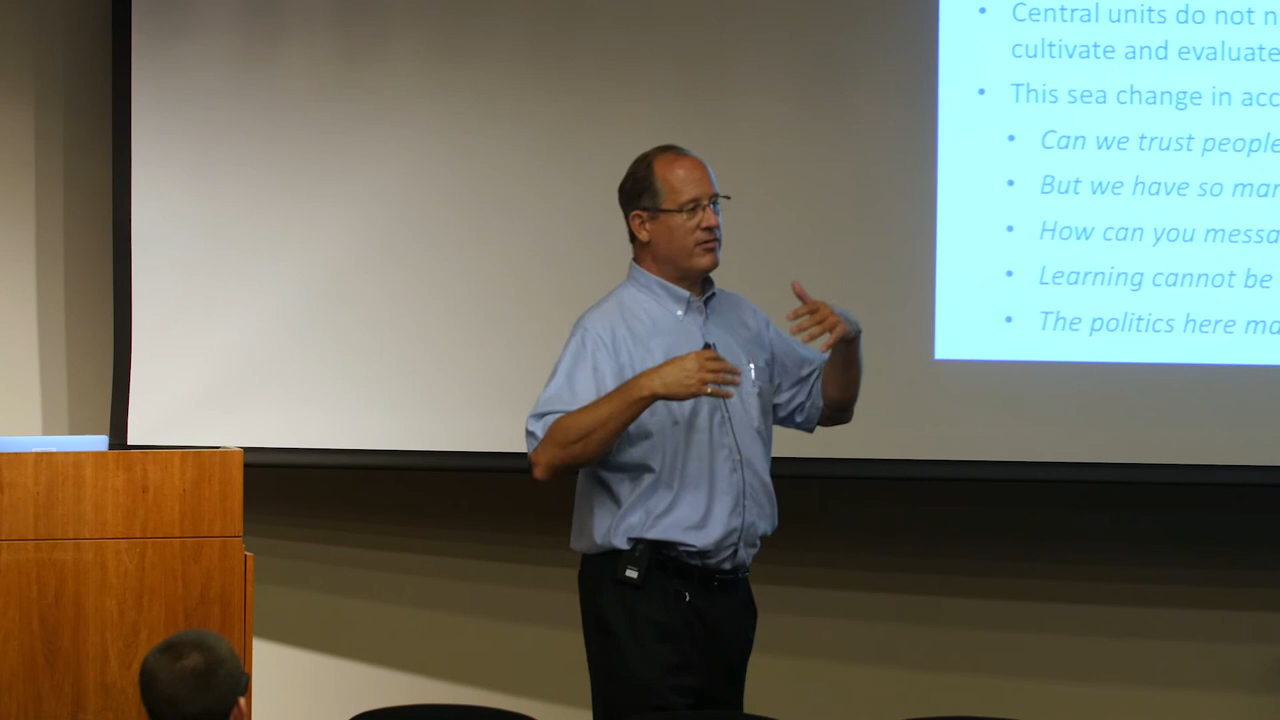 • Central units do not n
cultivate and evaluate
• This sea change in acc
• Can we trust people
• But we have so mar
• How can you messa
• Learning cannot be
• The politics here ma